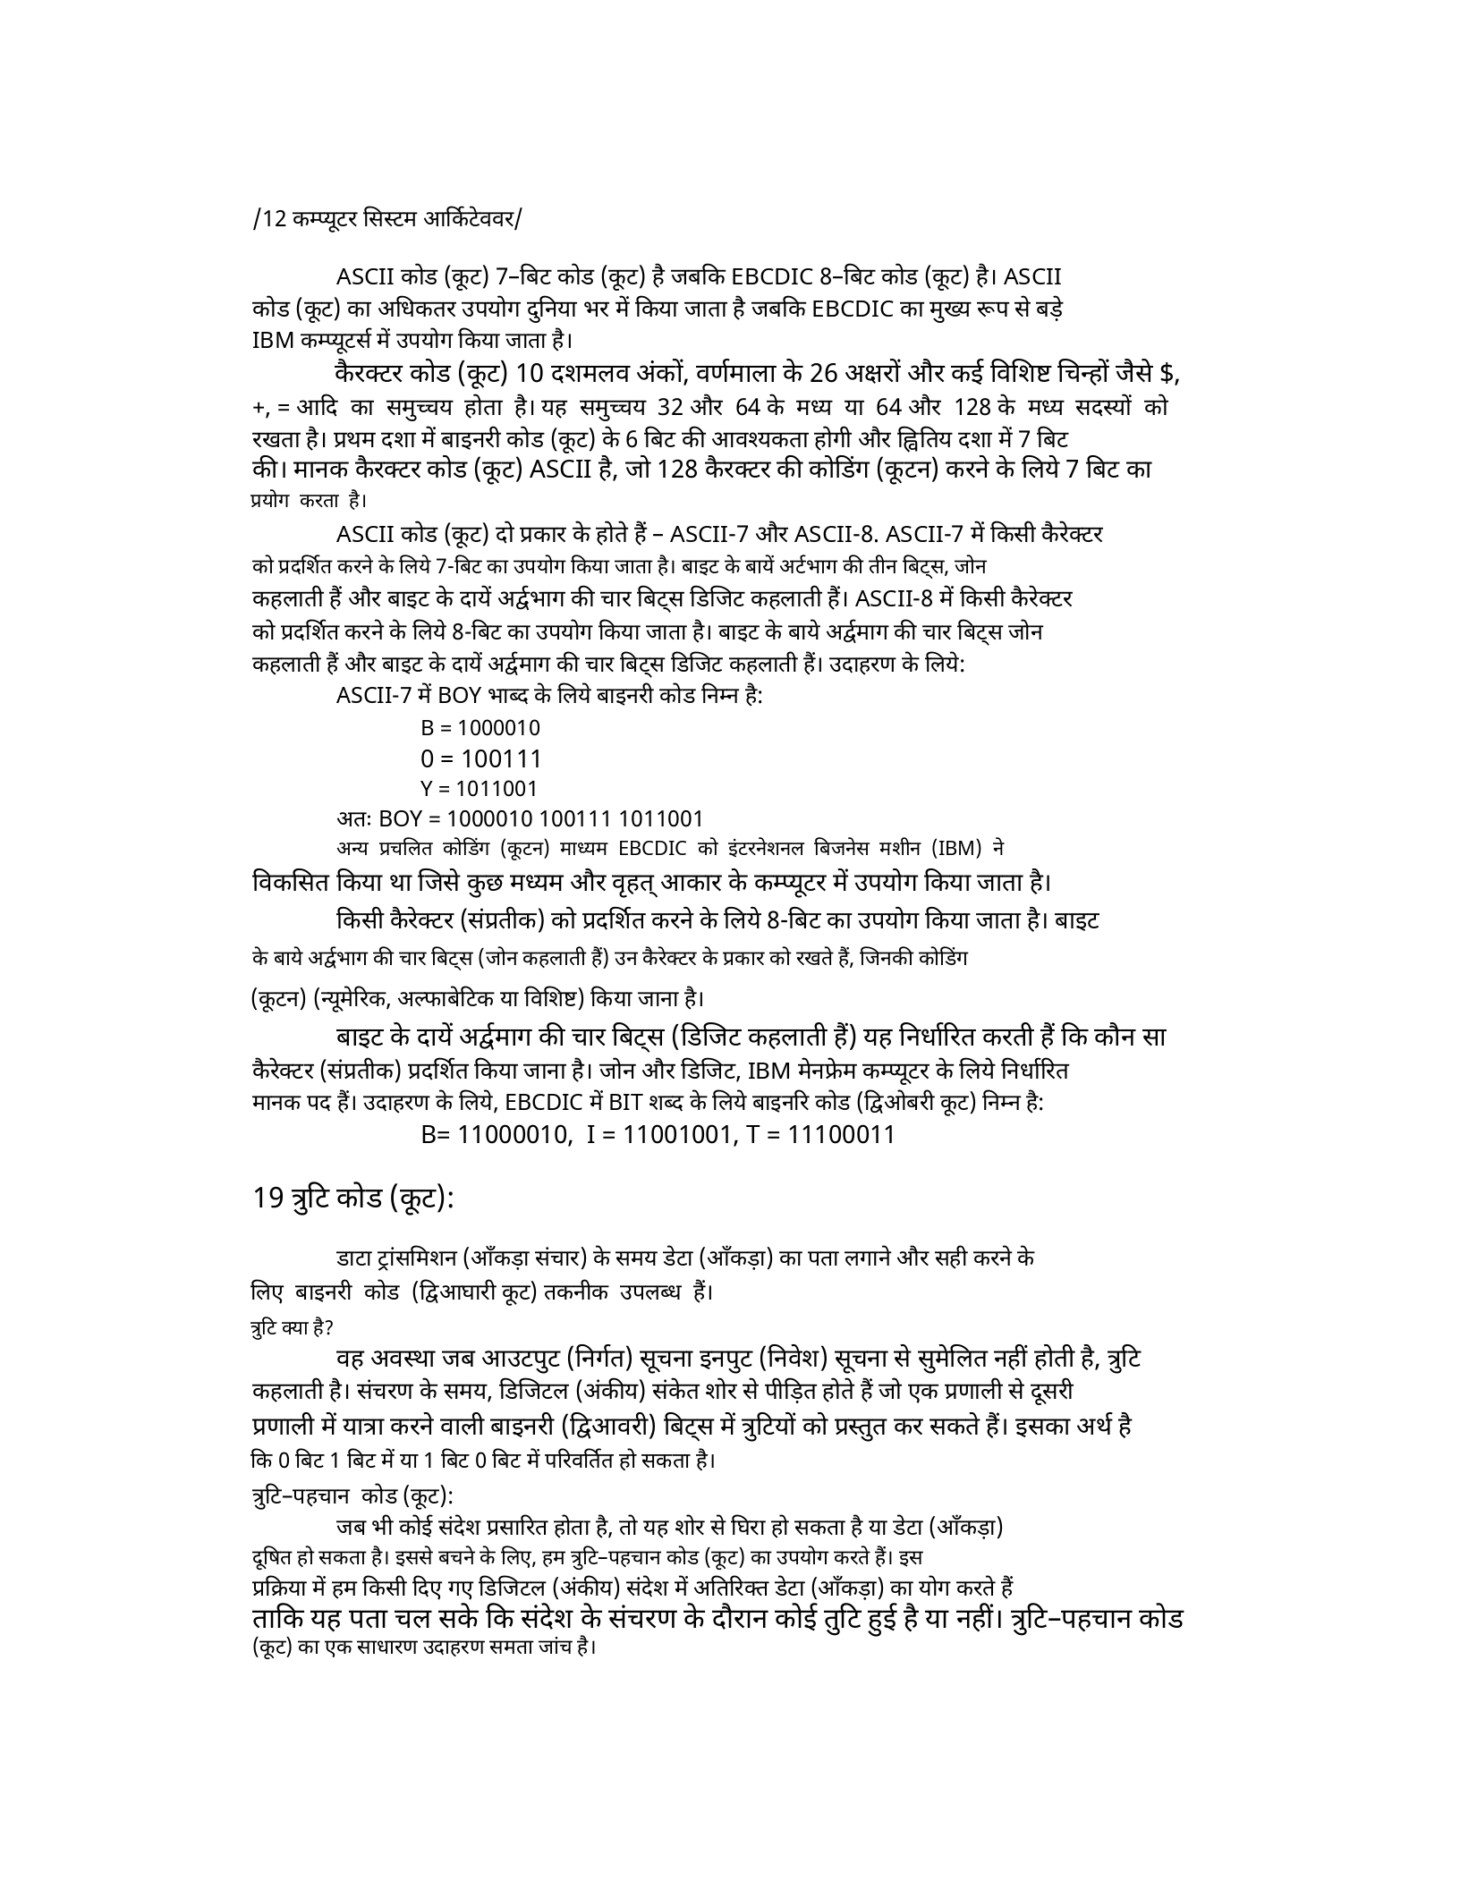 /12 कम्प्यूटर सिस्टम आर्किटेववर/
ASCII कोड (कूट) 7–बिट कोड (कूट) है जबकि EBCDIC 8–बिट कोड (कूट) है। ASCII
कोड (कूट) का अधिकतर उपयोग दुनिया भर में किया जाता है जबकि EBCDIC का मुख्य रूप से बड़े
IBM कम्प्यूटर्स में उपयोग किया जाता है।
कैरक्टर कोड (कूट) 10 दशमलव अंकों, वर्णमाला के 26 अक्षरों और कई विशिष्ट चिन्हों जैसे $,
+, = आदि का समुच्चय होता है। यह समुच्चय 32 और 64 के मध्य या 64 और 128 के मध्य सदस्यों को
रखता है। प्रथम दशा में बाइनरी कोड (कूट) के 6 बिट की आवश्यकता होगी और ह्वितिय दशा में 7 बिट
की। मानक कैरक्टर कोड (कूट) ASCII है, जो 128 कैरक्टर की कोडिंग (कूटन) करने के लिये 7 बिट का
प्रयोग करता है।
ASCII कोड (कूट) दो प्रकार के होते हैं – ASCII-7 और ASCII-8. ASCII-7 में किसी कैरेक्टर
को प्रदर्शित करने के लिये 7-बिट का उपयोग किया जाता है। बाइट के बायें अर्टभाग की तीन बिट्स, जोन
कहलाती हैं और बाइट के दायें अर्द्वभाग की चार बिट्स डिजिट कहलाती हैं। ASCII-8 में किसी कैरेक्टर
को प्रदर्शित करने के लिये 8-बिट का उपयोग किया जाता है। बाइट के बाये अर्द्वमाग की चार बिट्स जोन
कहलाती हैं और बाइट के दायें अर्द्वमाग की चार बिट्स डिजिट कहलाती हैं। उदाहरण के लिये:
ASCII-7 में BOY भाब्द के लिये बाइनरी कोड निम्न है:
B = 1000010
0 = 100111
Y = 1011001
अतः BOY = 1000010 100111 1011001
अन्य प्रचलित कोडिंग (कूटन) माध्यम EBCDIC को इंटरनेशनल बिजनेस मशीन (IBM) ने
विकसित किया था जिसे कुछ मध्यम और वृहत् आकार के कम्प्यूटर में उपयोग किया जाता है।
किसी कैरेक्टर (संप्रतीक) को प्रदर्शित करने के लिये 8-बिट का उपयोग किया जाता है। बाइट
के बाये अर्द्वभाग की चार बिट्स (जोन कहलाती हैं) उन कैरेक्टर के प्रकार को रखते हैं, जिनकी कोडिंग
(कूटन) (न्यूमेरिक, अल्फाबेटिक या विशिष्ट) किया जाना है।
बाइट के दायें अर्द्वमाग की चार बिट्स (डिजिट कहलाती हैं) यह निर्धारित करती हैं कि कौन सा
कैरेक्टर (संप्रतीक) प्रदर्शित किया जाना है। जोन और डिजिट, IBM मेनफ्रेम कम्प्यूटर के लिये निर्धारित
मानक पद हैं। उदाहरण के लिये, EBCDIC में BIT शब्द के लिये बाइनरि कोड (द्विओबरी कूट) निम्न है:
B= 11000010, I = 11001001, T = 11100011
19 त्रुटि कोड (कूट):
डाटा ट्रांसमिशन (आँकड़ा संचार) के समय डेटा (आँकड़ा) का पता लगाने और सही करने के
लिए बाइनरी कोड (द्विआघारी कूट) तकनीक उपलब्ध हैं।
त्रुटि क्या है?
वह अवस्था जब आउटपुट (निर्गत) सूचना इनपुट (निवेश) सूचना से सुमेलित नहीं होती है, त्रुटि
कहलाती है। संचरण के समय, डिजिटल (अंकीय) संकेत शोर से पीड़ित होते हैं जो एक प्रणाली से दूसरी
प्रणाली में यात्रा करने वाली बाइनरी (द्विआवरी) बिट्स में त्रुटियों को प्रस्तुत कर सकते हैं। इसका अर्थ है
कि 0 बिट 1 बिट में या 1 बिट 0 बिट में परिवर्तित हो सकता है।
त्रुटि–पहचान कोड (कूट):
जब भी कोई संदेश प्रसारित होता है, तो यह शोर से घिरा हो सकता है या डेटा (आँकड़ा)
दूषित हो सकता है। इससे बचने के लिए, हम त्रुटि–पहचान कोड (कूट) का उपयोग करते हैं। इस
प्रक्रिया में हम किसी दिए गए डिजिटल (अंकीय) संदेश में अतिरिक्त डेटा (आँकड़ा) का योग करते हैं
ताकि यह पता चल सके कि संदेश के संचरण के दौरान कोई तुटि हुई है या नहीं। त्रुटि–पहचान कोड
(कूट) का एक साधारण उदाहरण समता जांच है।